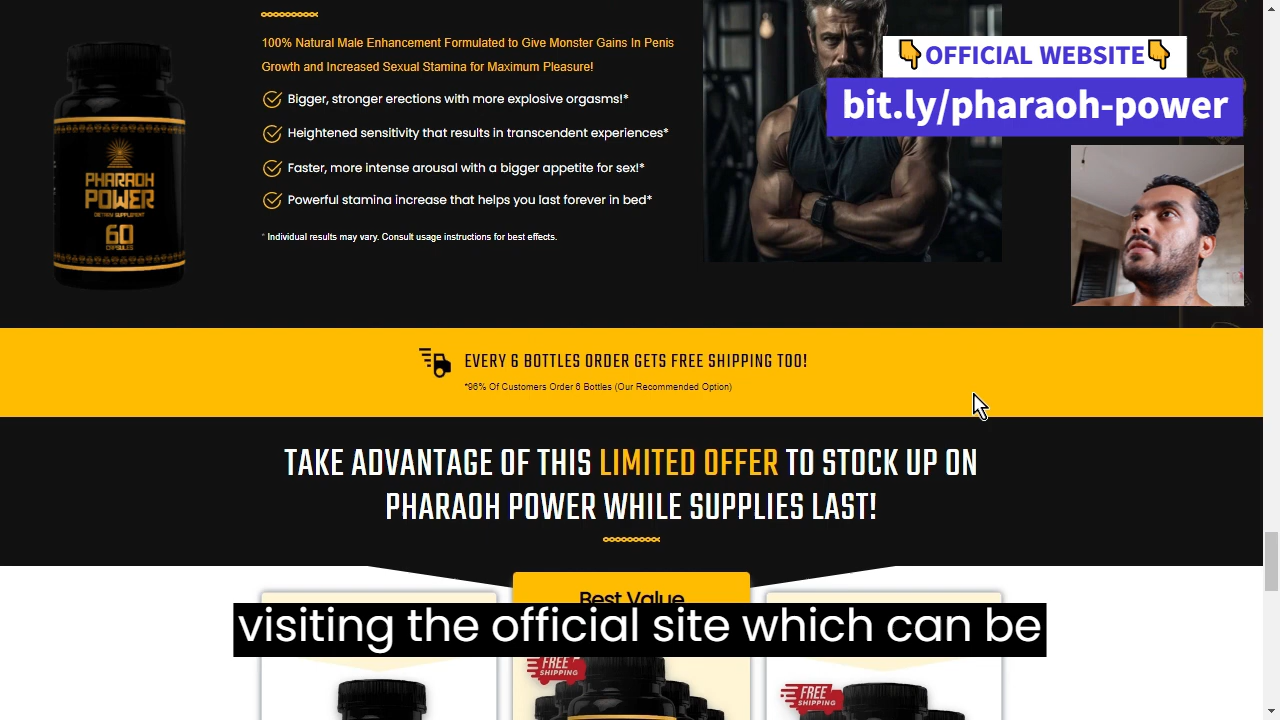 100% Natural Male Enhancement Formulated to Give Monster Gains In Penis
Growth and Increased Sexual Stamina for Maximum Pleasure!
Bigger, stronger erections with more explosive orgasms!*
Heightened sensitivity that results in transcendent experiences*
Faster, more intense arousal with a bigger appetite for sex!*
Powerful stamina increase that helps you last forever in bed*
* Individual results may vary. Consult usage instructions for best effects.
PHARAOH
POWER
DIETARY SUPPLEMENT
60
CAPSULES
👇OFFICIAL WEBSITE👇
bit.ly/pharaoh-power
EVERY 6 BOTTLES ORDER GETS FREE SHIPPING TOO!
*96% Of Customers Order 6 Bottles (Our Recommended Option)
TAKE ADVANTAGE OF THIS LIMITED OFFER TO STOCK UP ON
PHARAOH POWER WHILE SUPPLIES LAST!
Best Value
visiting the official site which can be
FREE
SHIPPING
FREE
SHIPPING